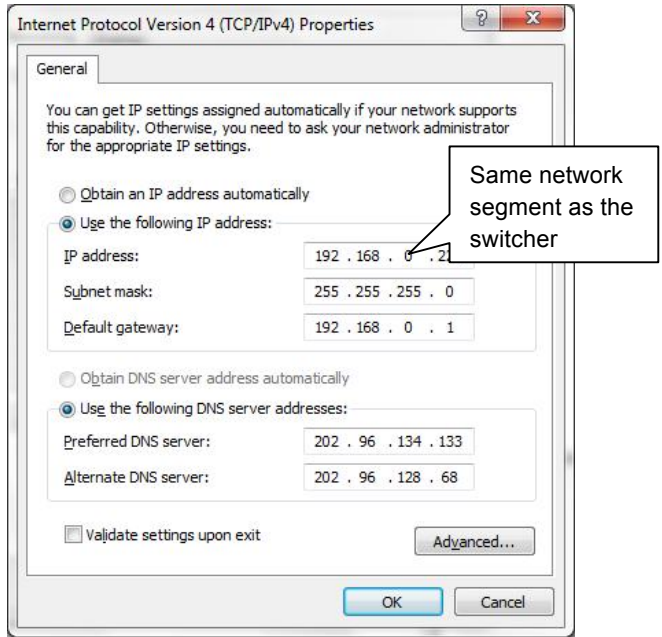 Internet Protocol Version 4 (TCP/IPv4) Properties
General
You can get IP settings assigned automatically if your network supports
this capability. Otherwise, you need to ask your network administrator
for the appropriate IP settings.
Obtain an IP address automatically
Use the following IP address:
IP address: 192 . 168 . 0 .
Subnet mask: 255 . 255 . 255 . 0
Default gateway: 192 . 168 . 0 . 1
Same network
segment as the
switcher
Obtain DNS server address automatically
Use the following DNS server addresses:
Preferred DNS server: 202 . 96 . 134 . 133
Alternate DNS server: 202 . 96 . 128 . 68
Validate settings upon exit
Advanced...
OK
Cancel